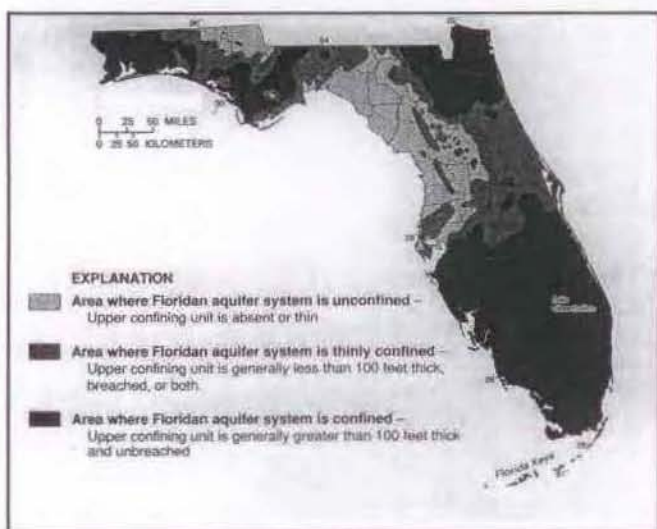 0 25 50 MILES
0 25 50 KILOMETERS
EXPLANATION
Area where Floridan aquifer system is unconfined –
Upper confining unit is absent or thin
Area where Floridan aquifer system is thinly confined –
Upper confining unit is generally less than 100 feet thick,
breached, or both.
Area where Floridan aquifer system is confined –
Upper confining unit is generally greater than 100 feet thick
and unbreached
Florida Keys